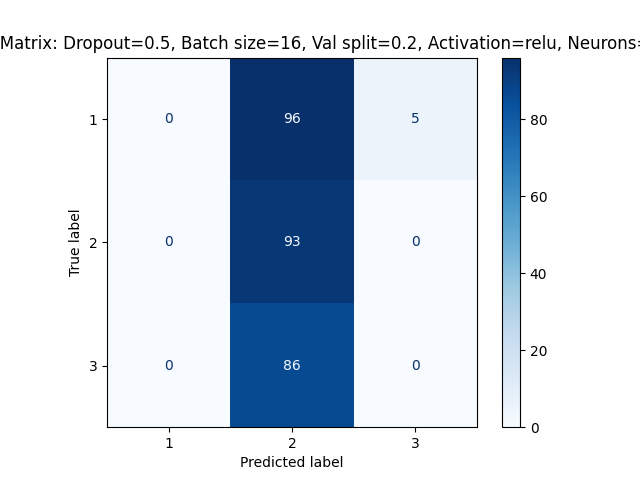 Matrix: Dropout=0.5, Batch size=16, Val split=0.2, Activation=relu, Neurons=
1 0 96 5
2 0 93 0
3 0 86 0
1 2 3
True label
Predicted label
80
60
40
20
0